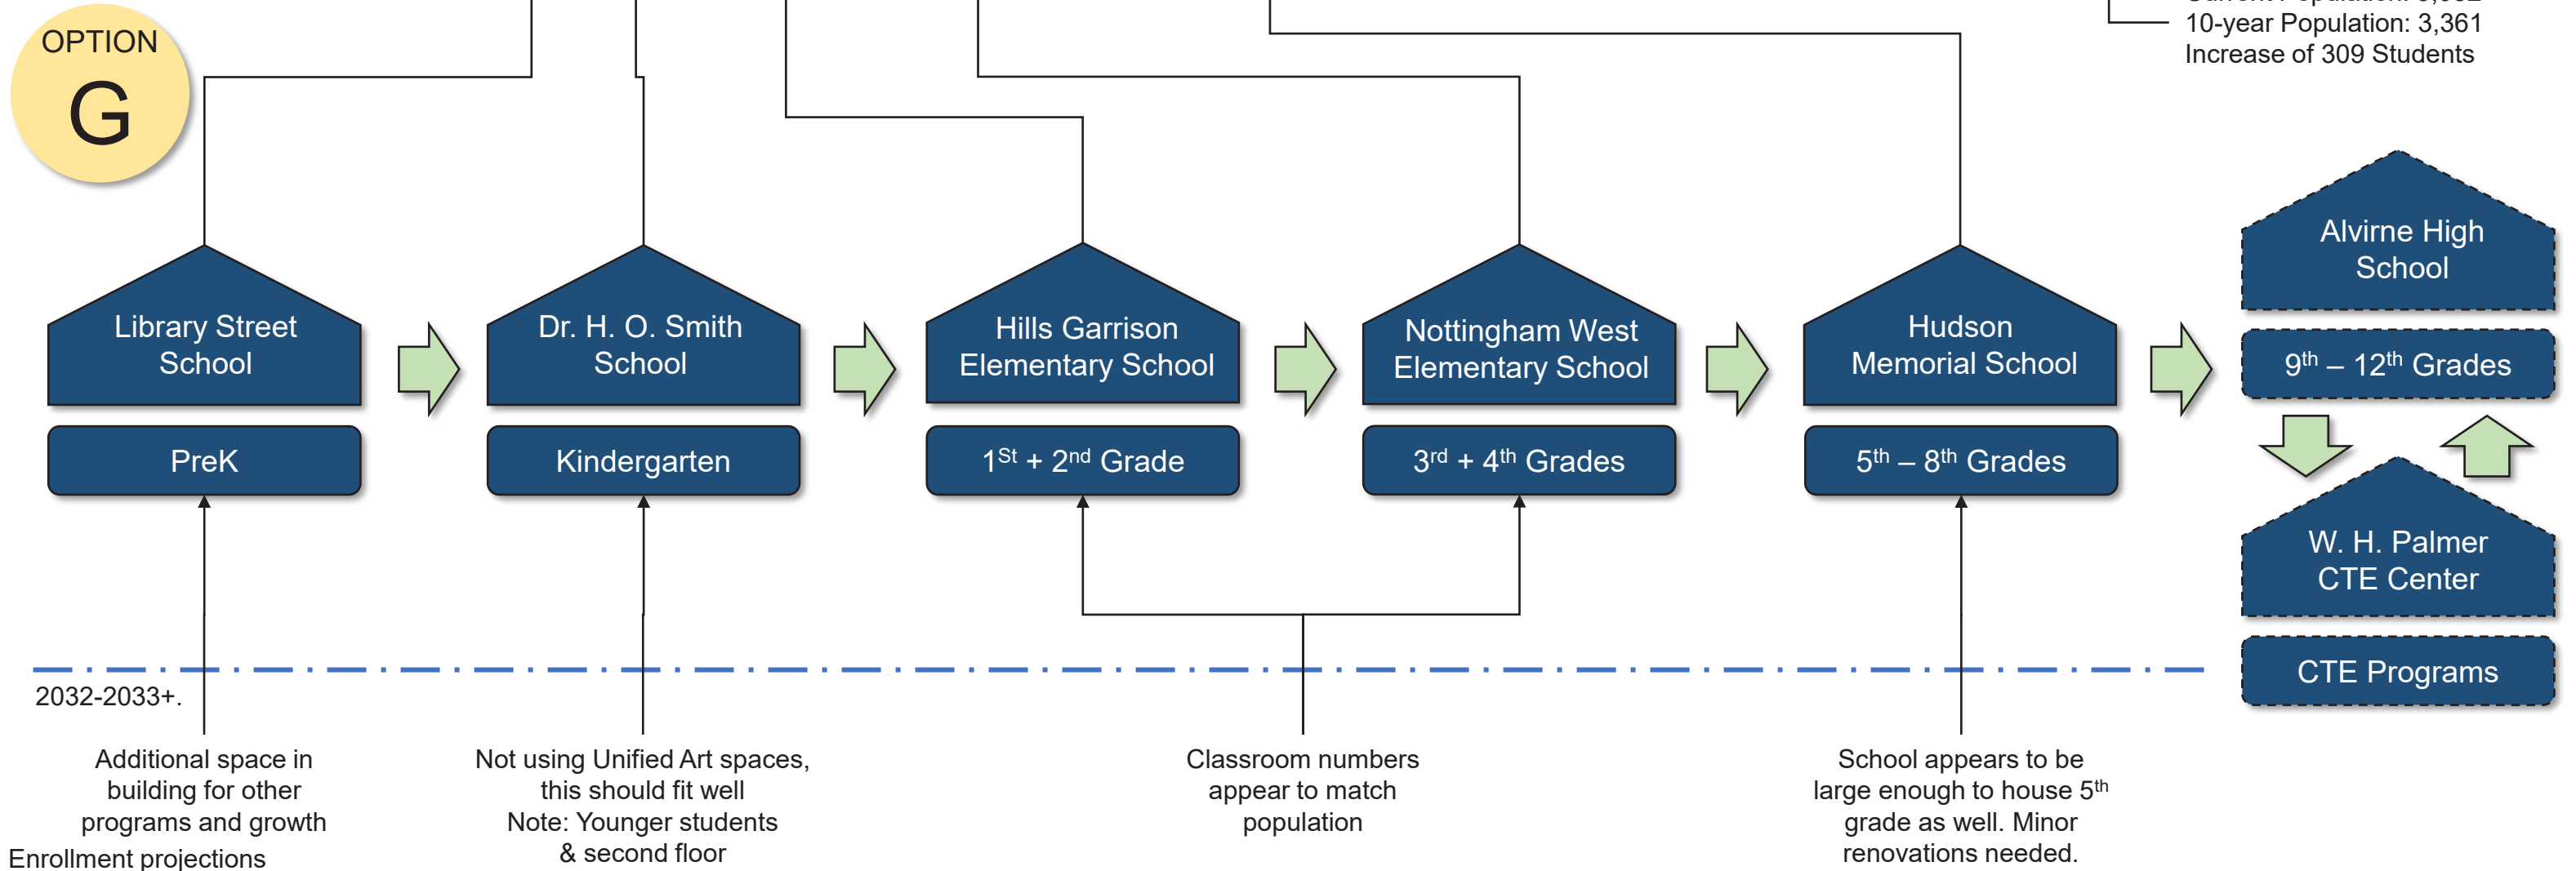 10-year Population: 3,361
Increase of 309 Students
OPTION
G
Library Street
School
PreK
Dr. H. O. Smith
School
Kindergarten
Hills Garrison
Elementary School
1St + 2nd Grade
Nottingham West
Elementary School
3rd + 4th Grades
Hudson
Memorial School
5th – 8th Grades
Alvirne High
School
9th – 12th Grades
W. H. Palmer
CTE Center
CTE Programs
2032-2033+.
Additional space in
building for other
programs and growth
Not using Unified Art spaces,
this should fit well
Note: Younger students
& second floor
Classroom numbers
appear to match
population
School appears to be
large enough to house 5th
grade as well. Minor
renovations needed.
Enrollment projections